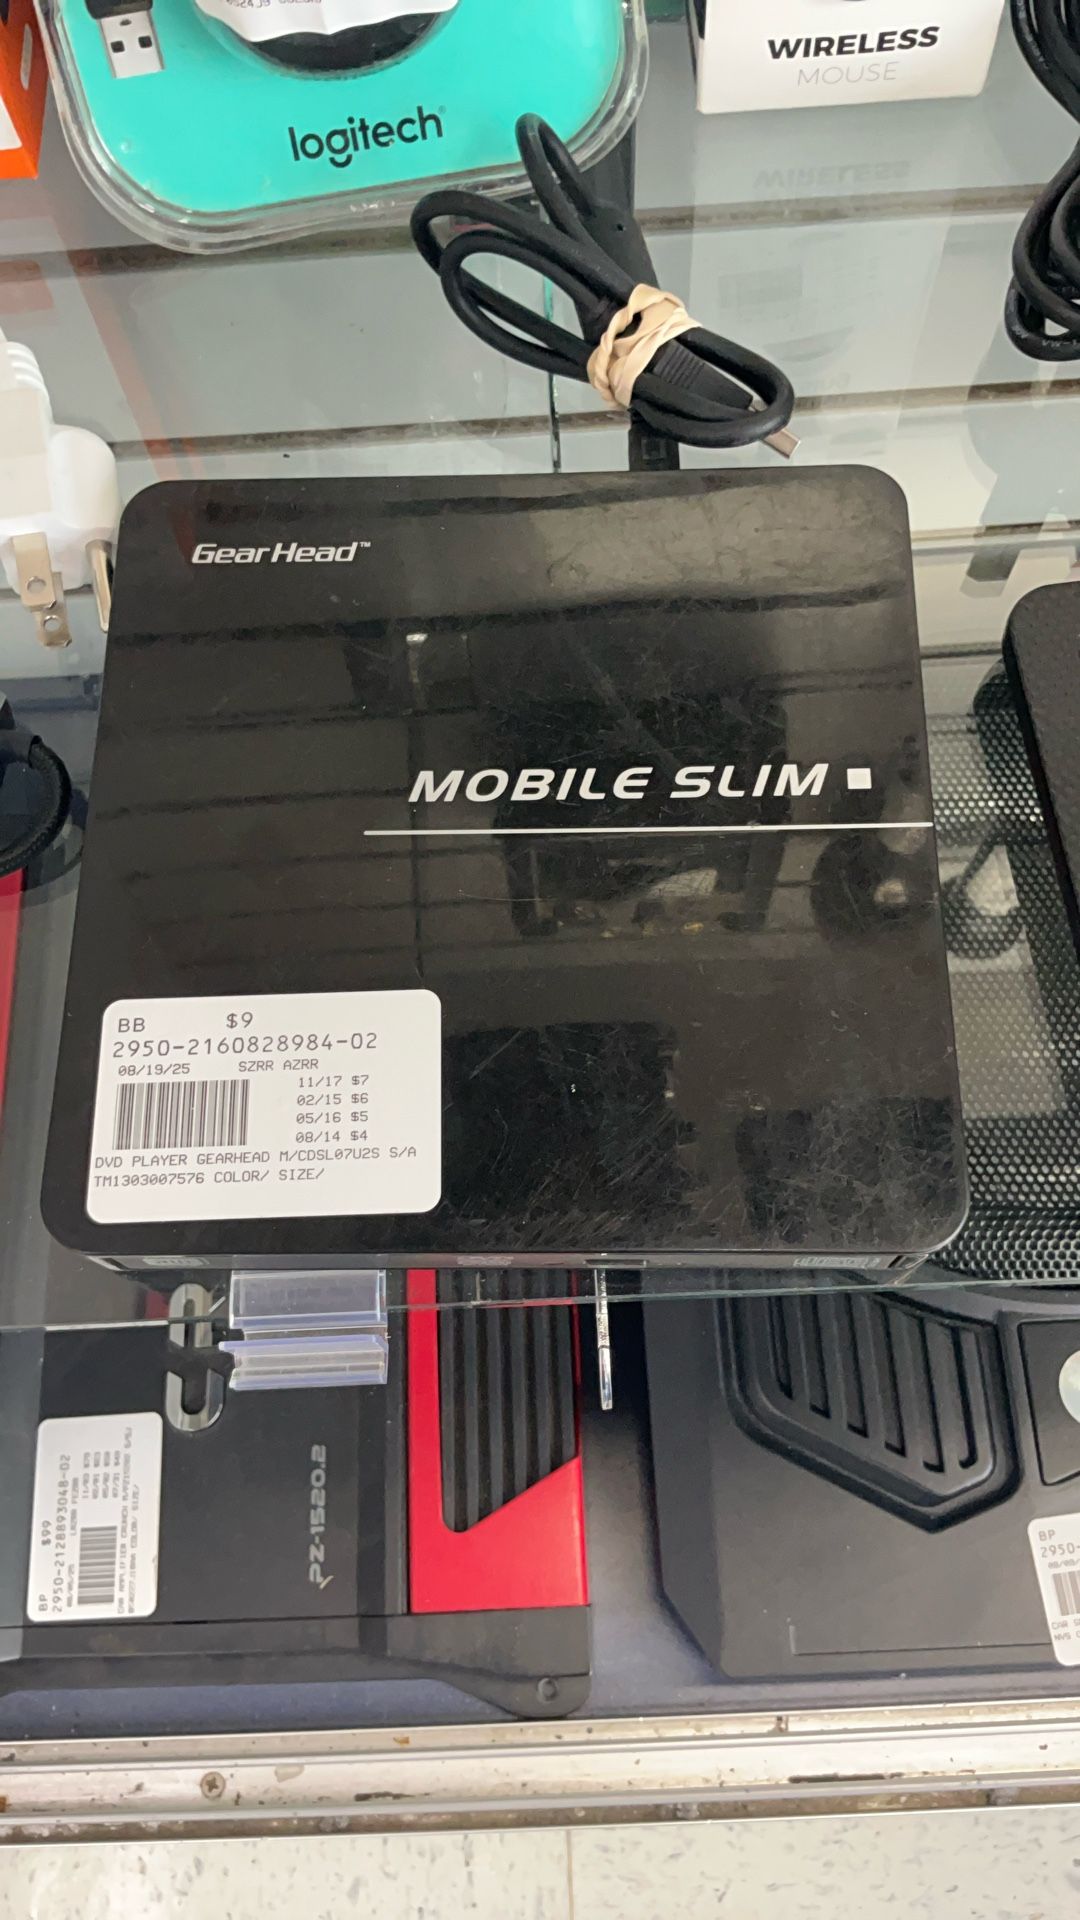 logitech
WIRELESS
MOUSE
GearHead™
MOBILE SLIM
BB $9
2950-2160828984-02
08/19/25 SZRR AZRR
11/17 $7
02/15 $6
05/16 $5
08/14 $4
DVD PLAYER GEARHEAD M/CDSL07U2S S/A
TM1303007576 COLOR/ SIZE/
PZ-1520.2
BP $99
2950-2128893048-02
BP
2950-